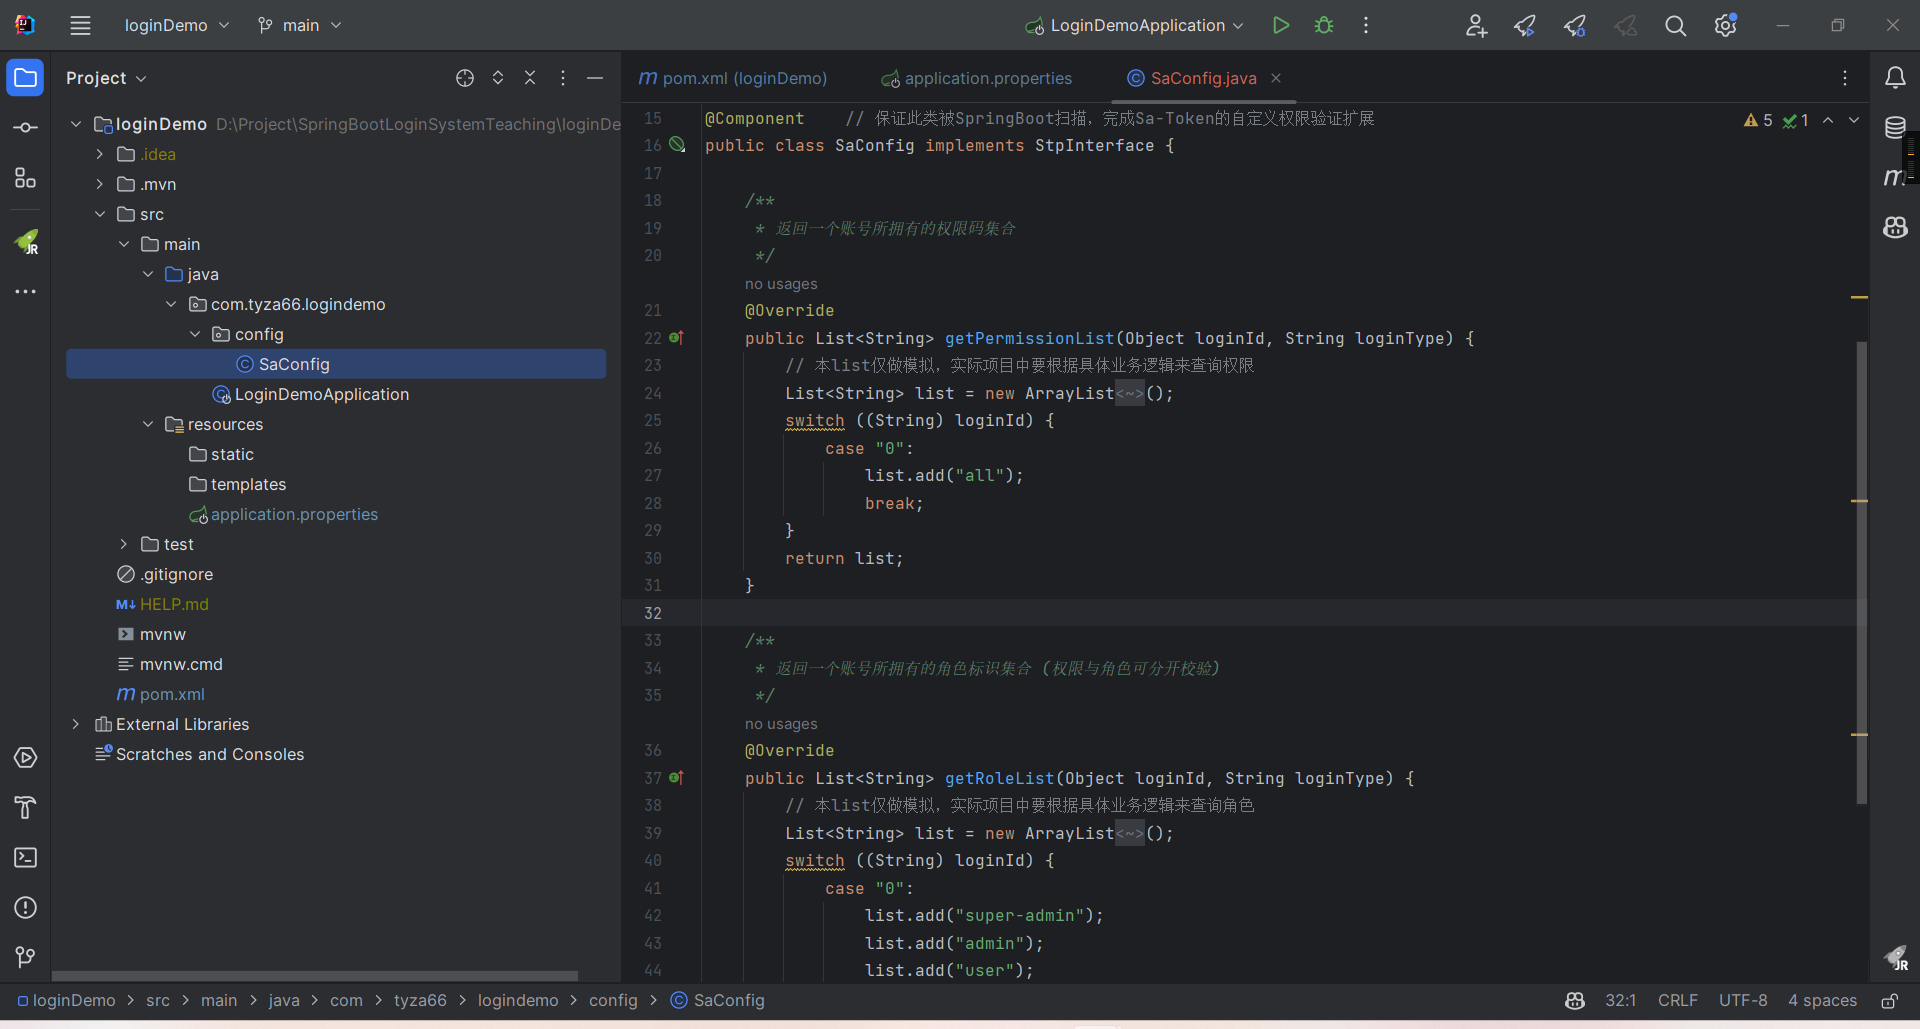 loginDemo
main
LoginDemoApplication
Project
loginDemo D:\Project\SpringBootLoginSystemTeaching\loginDe
.idea
.mvn
src
main
java
com.tyza66.logindemo
config
SaConfig
LoginDemoApplication
resources
static
templates
application.properties
test
.gitignore
HELP.md
mvnw
mvnw.cmd
pom.xml
External Libraries
Scratches and Consoles
pom.xml (loginDemo)
application.properties
SaConfig.java
5 1
15 @Component // 保证此类被SpringBoot扫描，完成Sa-Token的自定义权限验证扩展
16 public class SaConfig implements StpInterface {
17
18 /**
19 * 返回一个账号所拥有的权限码集合
20 */
no usages
21 @Override
22 public List<String> getPermissionList(Object loginId, String loginType) {
23 // 本list仅做模拟，实际项目中要根据具体业务逻辑来查询权限
24 List<String> list = new ArrayList<~>();
25 switch ((String) loginId) {
26 case "0":
27 list.add("all");
28 break;
29 }
30 return list;
31 }
32
33 /**
34 * 返回一个账号所拥有的角色标识集合 (权限与角色可分开校验)
35 */
no usages
36 @Override
37 public List<String> getRoleList(Object loginId, String loginType) {
38 // 本list仅做模拟，实际项目中要根据具体业务逻辑来查询角色
39 List<String> list = new ArrayList<~>();
40 switch ((String) loginId) {
41 case "0":
42 list.add("super-admin");
43 list.add("admin");
44 list.add("user");
loginDemo > src > main > java > com > tyza66 > logindemo > config > SaConfig
32:1 CRLF UTF-8 4 spaces